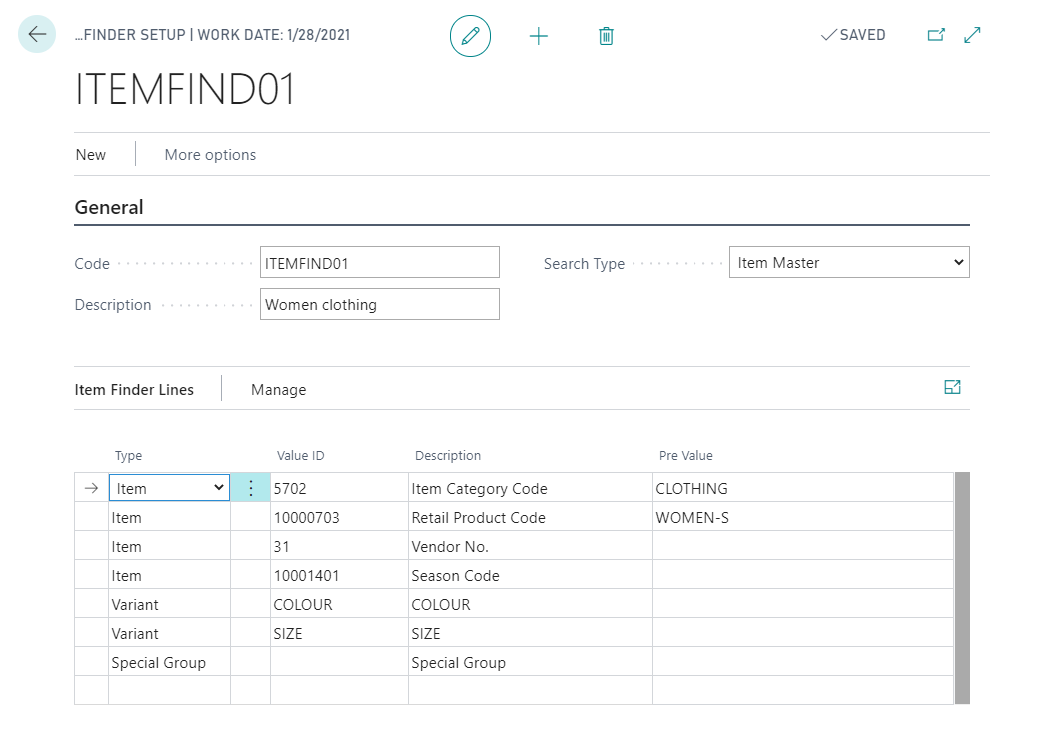 …FINDER SETUP | WORK DATE: 1/28/2021
SAVED
ITEMFIND01
New
More options
General
Code
ITEMFIND01
Search Type
Item Master
Description
Women clothing
Item Finder Lines
Manage
Type Value ID Description Pre Value
Item 5702 Item Category Code CLOTHING
Item 10000703 Retail Product Code WOMEN-S
Item 31 Vendor No.
Item 10001401 Season Code
Variant COLOUR COLOUR
Variant SIZE SIZE
Special Group Special Group